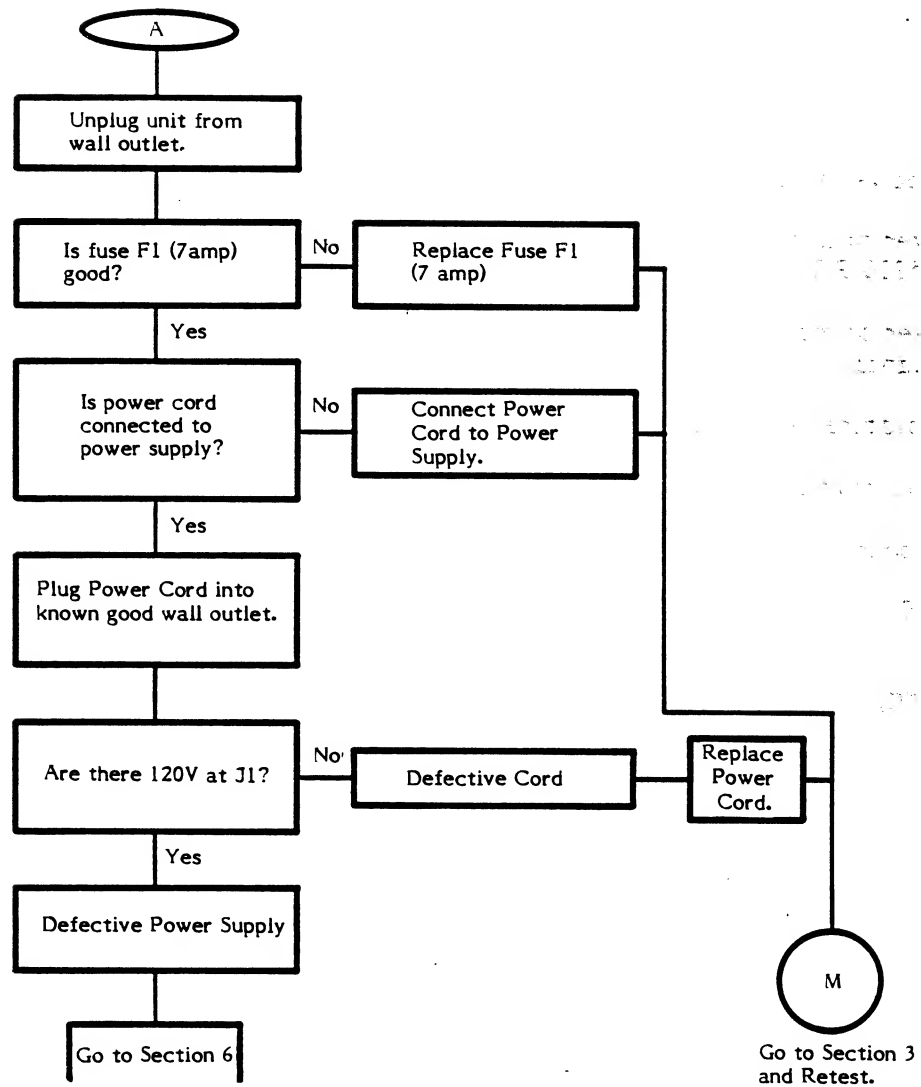 A
Unplug unit from
wall outlet.
Is fuse F1 (7amp)
good?
No
Replace Fuse F1
(7 amp)
Yes
Is power cord
connected to
power supply?
No
Connect Power
Cord to Power
Supply.
Yes
Plug Power Cord into
known good wall outlet.
Are there 120V at J1?
No
Defective Cord
Replace
Power
Cord.
Yes
Defective Power Supply
M
Go to Section 6
Go to Section 3
and Retest.